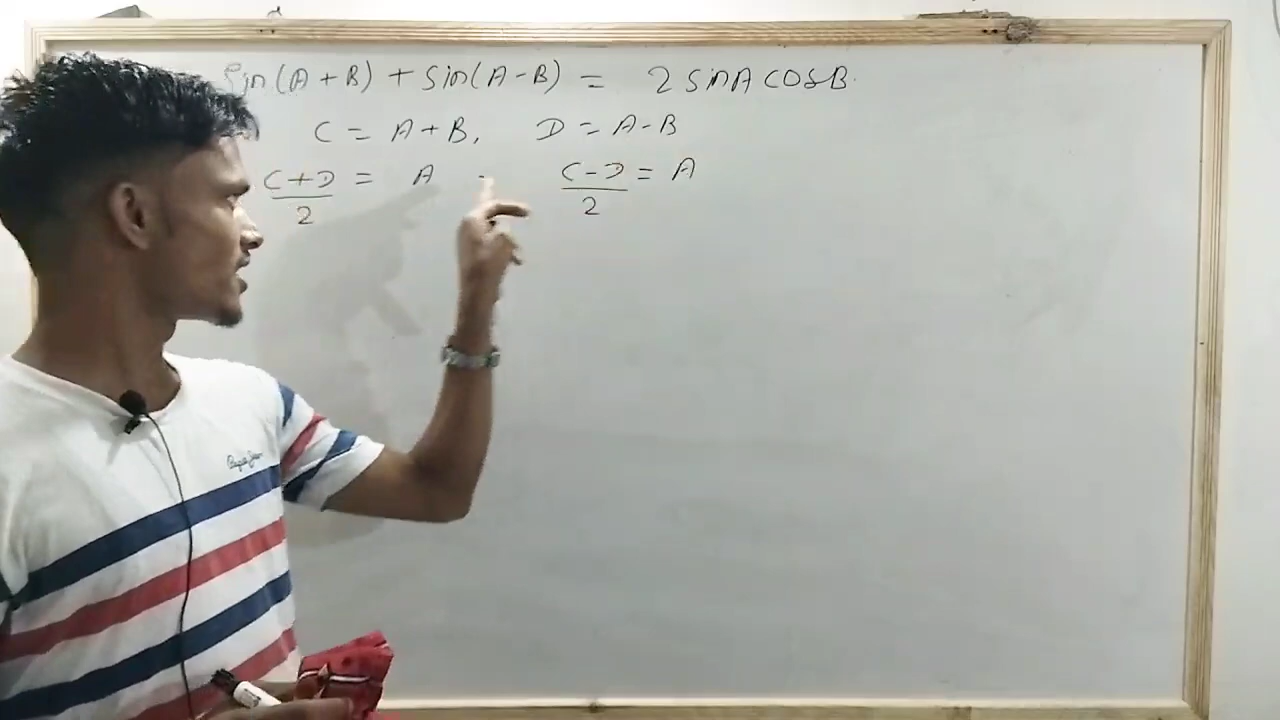 Sin(A+B) + Sin(A-B) = 2 sinA cosB.
C = A+B, D = A-B
C+D/2 = A C-D/2 = A